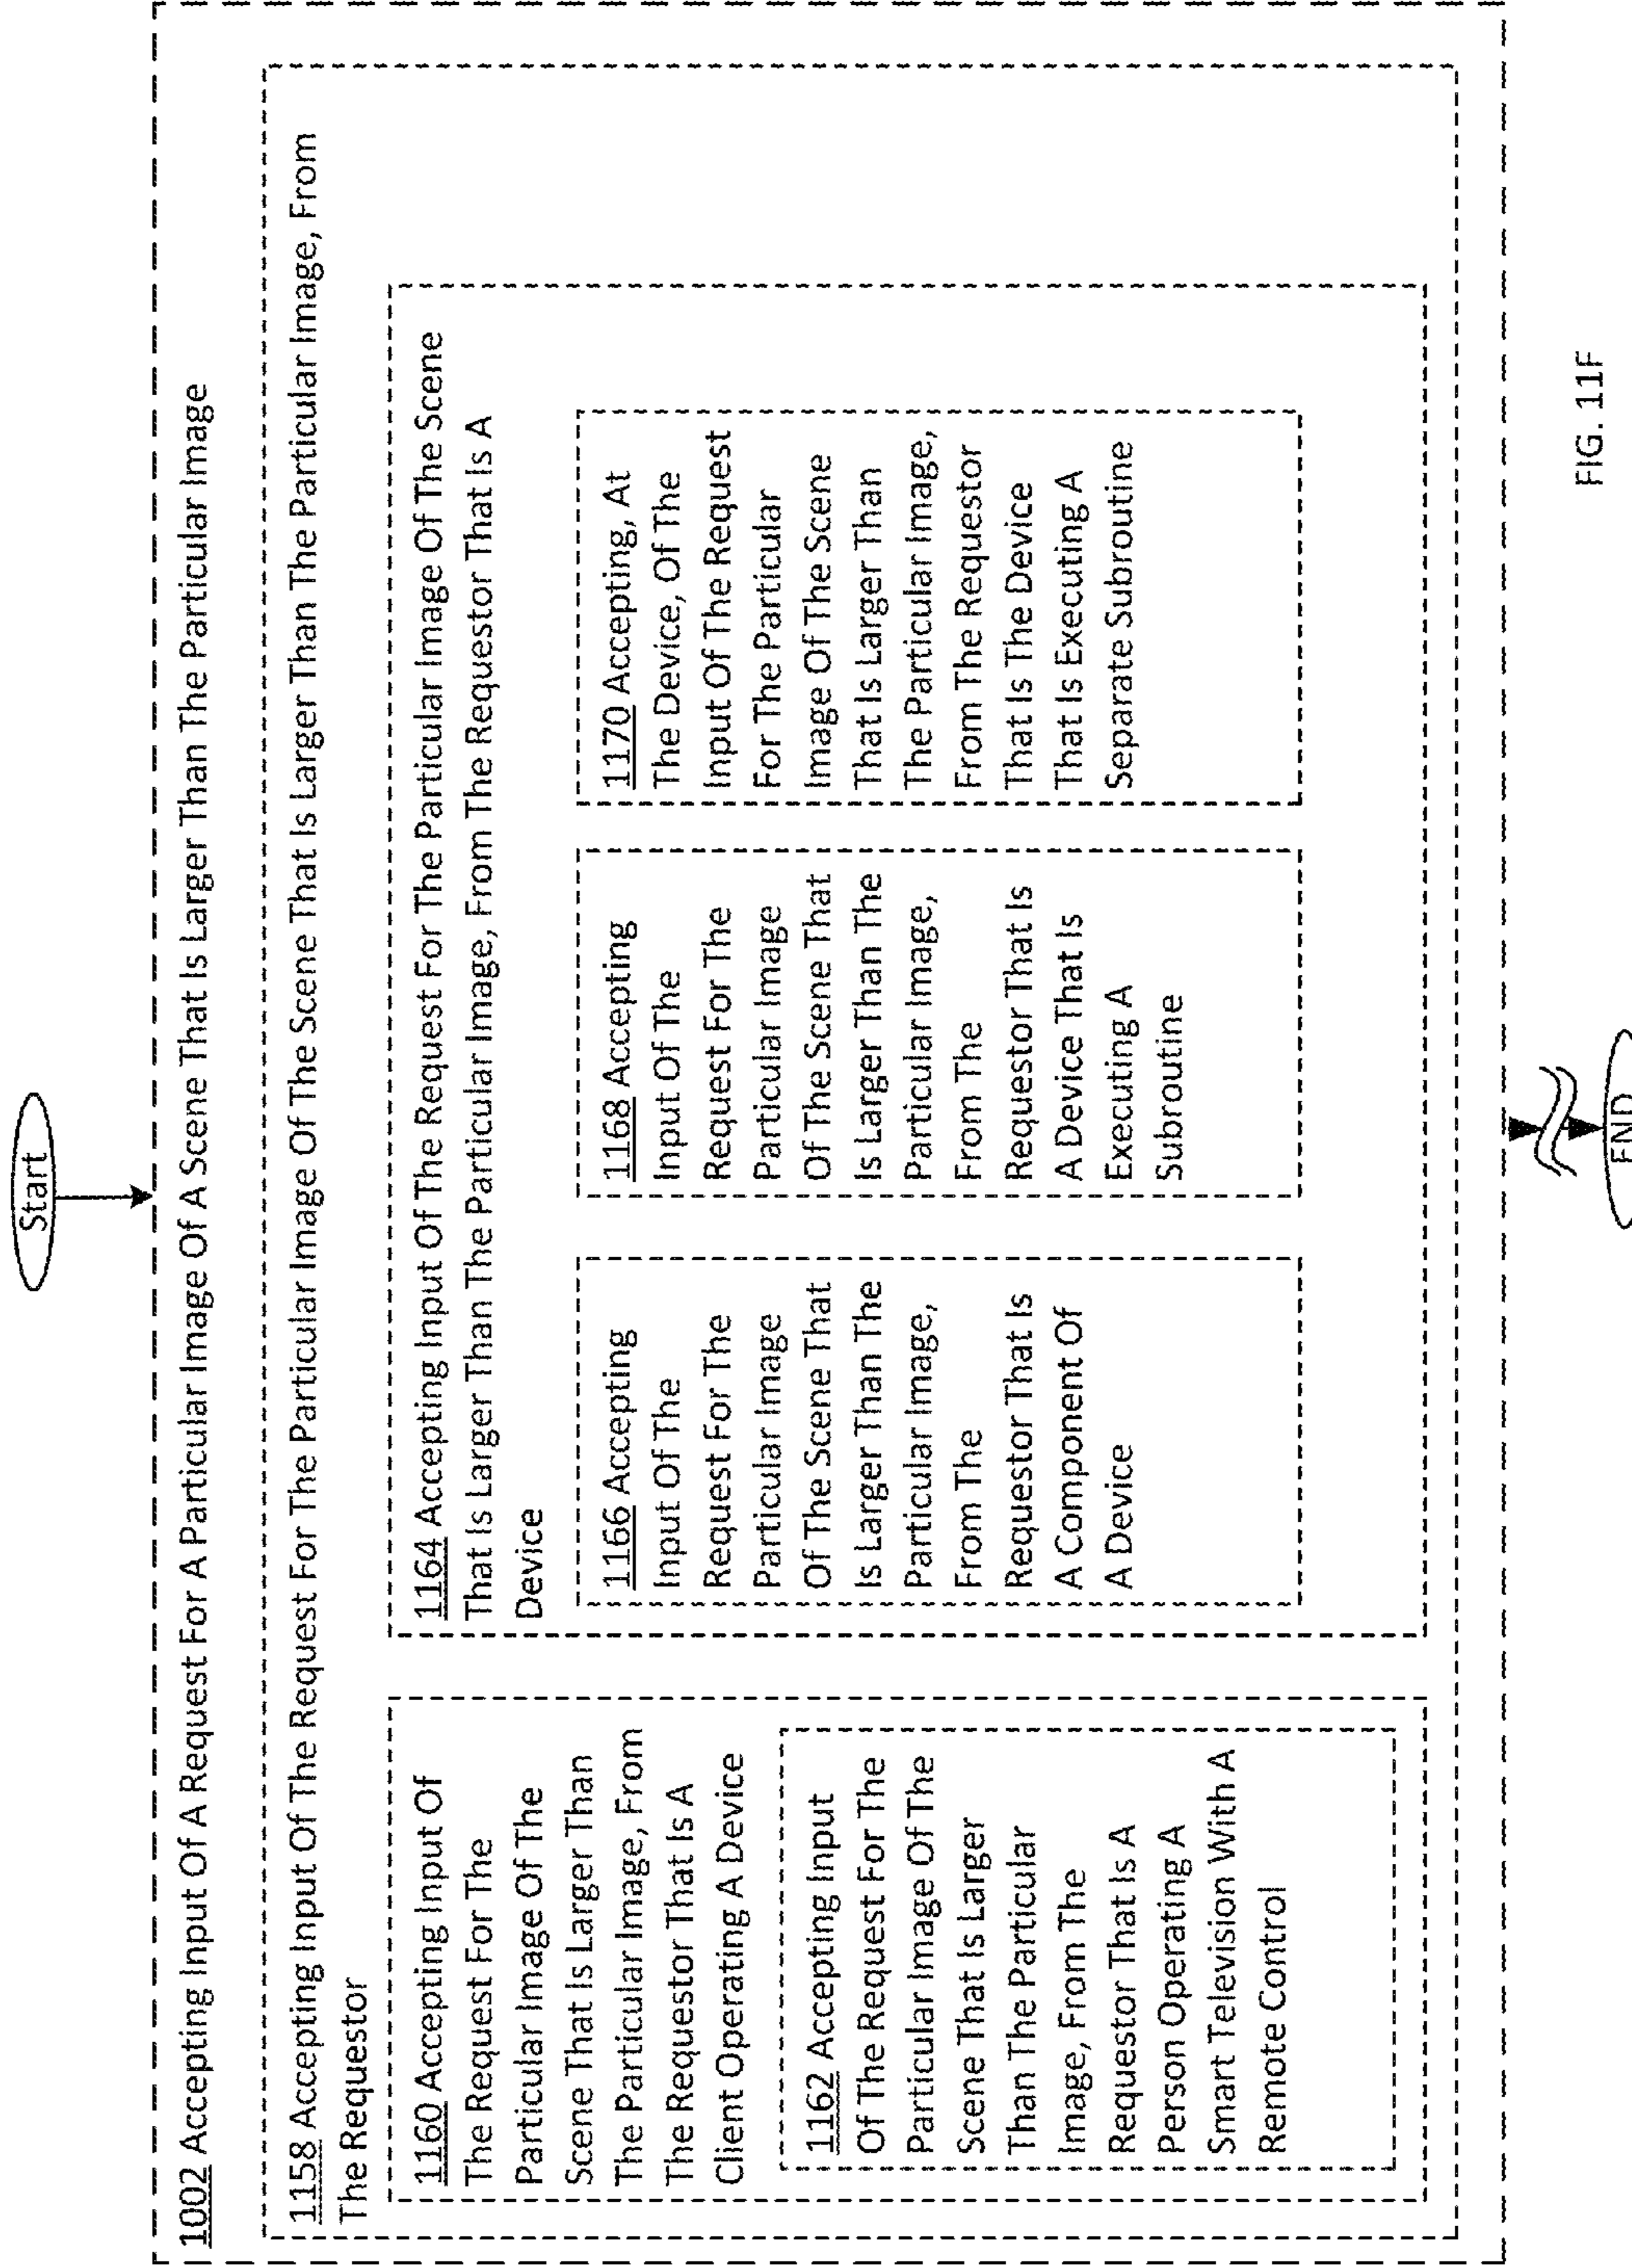 Start
1002 Accepting Input Of A Request For A Particular Image Of A Scene That Is Larger Than The Particular Image
1158 Accepting Input Of The Request For The Particular Image Of The Scene That Is Larger Than The Particular Image, From
The Requestor
1160 Accepting Input Of
The Request For The
Particular Image Of The
Scene That Is Larger Than
The Particular Image, From
The Requestor That Is A
Client Operating A Device
1162 Accepting Input
Of The Request For The
Particular Image Of The
Scene That Is Larger
Than The Particular
Image, From The
Requestor That Is A
Person Operating A
Smart Television With A
Remote Control
1164 Accepting Input Of The Request For The Particular Image Of The Scene
That Is Larger Than The Particular Image, From The Requestor That Is A
Device
1166 Accepting
Input Of The
Request For The
Particular Image
Of The Scene That
Is Larger Than The
Particular Image,
From The
Requestor That Is
A Component Of
A Device
1168 Accepting
Input Of The
Request For The
Particular Image
Of The Scene That
Is Larger Than The
Particular Image,
From The
Requestor That Is
A Device That Is
Executing A
Subroutine
1170 Accepting, At
The Device, Of The
Input Of The Request
For The Particular
Image Of The Scene
That Is Larger Than
The Particular Image,
From The Requestor
That Is The Device
That Is Executing A
Separate Subroutine
END
FIG. 11F